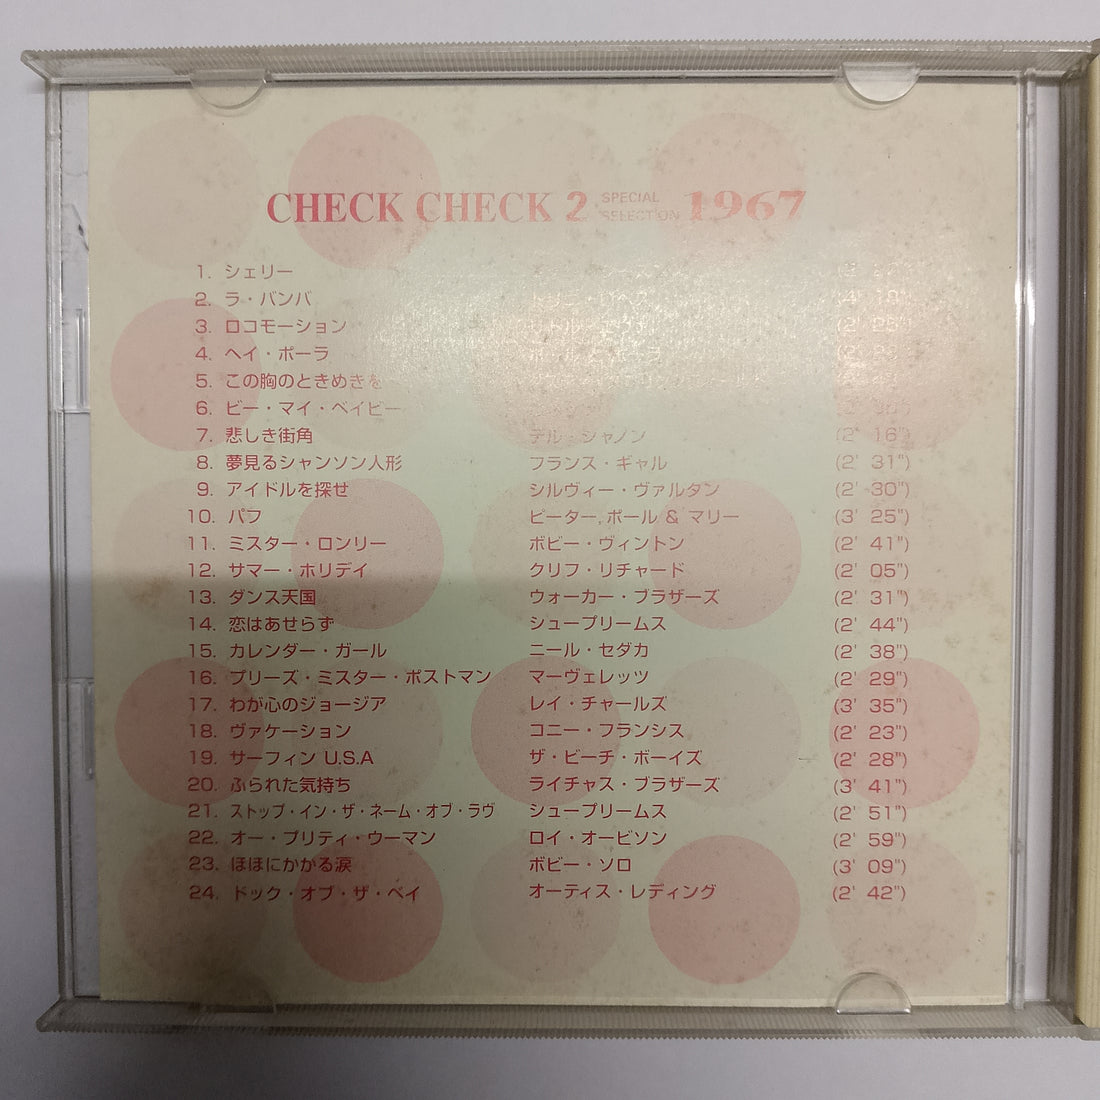 CHECK CHECK 2 SPECIAL SELECTION 1967
1. シェリー
2. ラ・バンバ
3. ロコモーション (2' 25")
4. ヘイ・ポーラ
5. この胸のときめきを
6. ビー・マイ・ベイビー
7. 悲しき街角 デル・シャノン (2' 16")
8. 夢見るシャンソン人形 フランス・ギャル (2' 31")
9. アイドルを探せ シルヴィー・ヴァルタン (2' 30")
10. パフ ピーター,ポール & マリー (3' 25")
11. ミスター・ロンリー ボビー・ヴィントン (2' 41")
12. サマー・ホリデイ クリフ・リチャード (2' 05")
13. ダンス天国 ウォーカー・ブラザーズ (2' 31")
14. 恋はあせらず シュープリームス (2' 44")
15. カレンダー・ガール ニール・セダカ (2' 38")
16. プリーズ・ミスター・ポストマン マーヴェレッツ (2' 29")
17. わが心のジョージア レイ・チャールズ (3' 35")
18. ヴァケーション コニー・フランシス (2' 23")
19. サーフィン U.S.A ザ・ビーチ・ボーイズ (2' 28")
20. ふられた気持ち ライチャス・ブラザーズ (3' 41")
21. ストップ・イン・ザ・ネーム・オブ・ラヴ シュープリームス (2' 51")
22. オー・プリティ・ウーマン ロイ・オービソン (2' 59")
23. ほほにかかる涙 ボビー・ソロ (3' 09")
24. ドック・オブ・ザ・ベイ オーティス・レディング (2' 42")